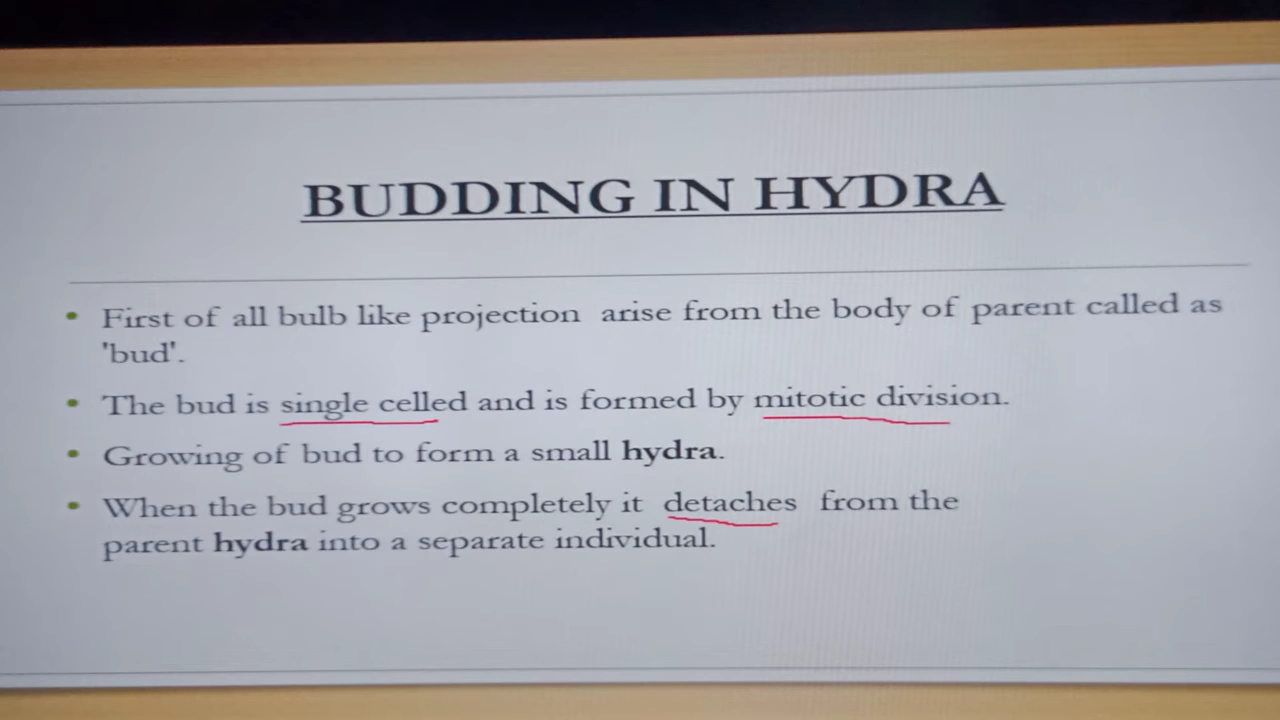 BUDDING IN HYDRA
• First of all bulb like projection arise from the body of parent called as
'bud'.
• The bud is single celled and is formed by mitotic division.
• Growing of bud to form a small hydra.
• When the bud grows completely it detaches from the
parent hydra into a separate individual.